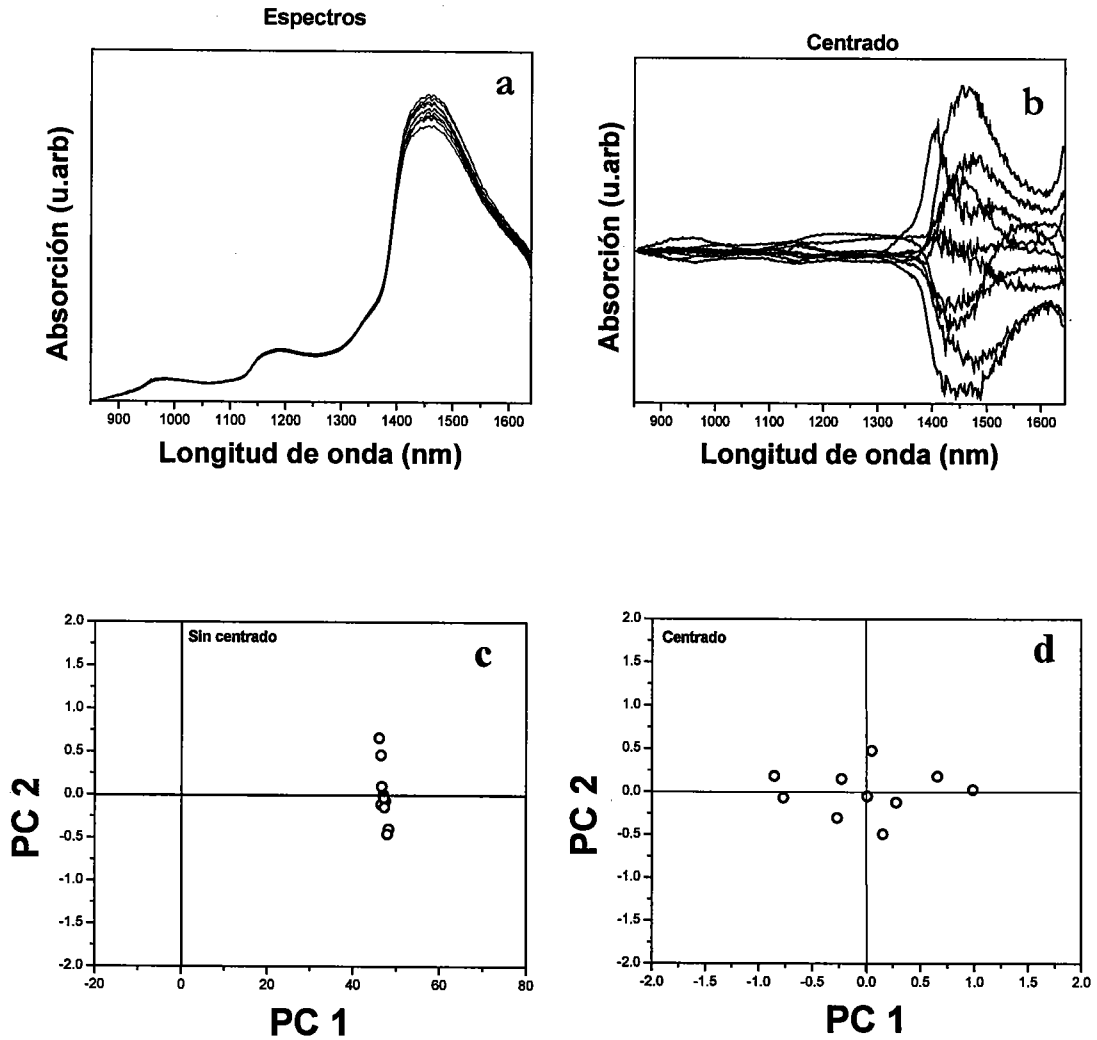 Espectros
a
Absorción (u.arb)
900 1000 1100 1200 1300 1400 1500 1600
Longitud de onda (nm)
Centrado
b
Absorción (u.arb)
900 1000 1100 1200 1300 1400 1500 1600
Longitud de onda (nm)
Sin centrado
c
2.0
1.5
1.0
0.5
0.0
-0.5
-1.0
-1.5
-2.0
PC 2
-20 0 20 40 60 80
PC 1
Centrado
d
2.0
1.5
1.0
0.5
0.0
-0.5
-1.0
-1.5
-2.0
PC 2
-2.0 -1.5 -1.0 -0.5 0.0 0.5 1.0 1.5 2.0
PC 1